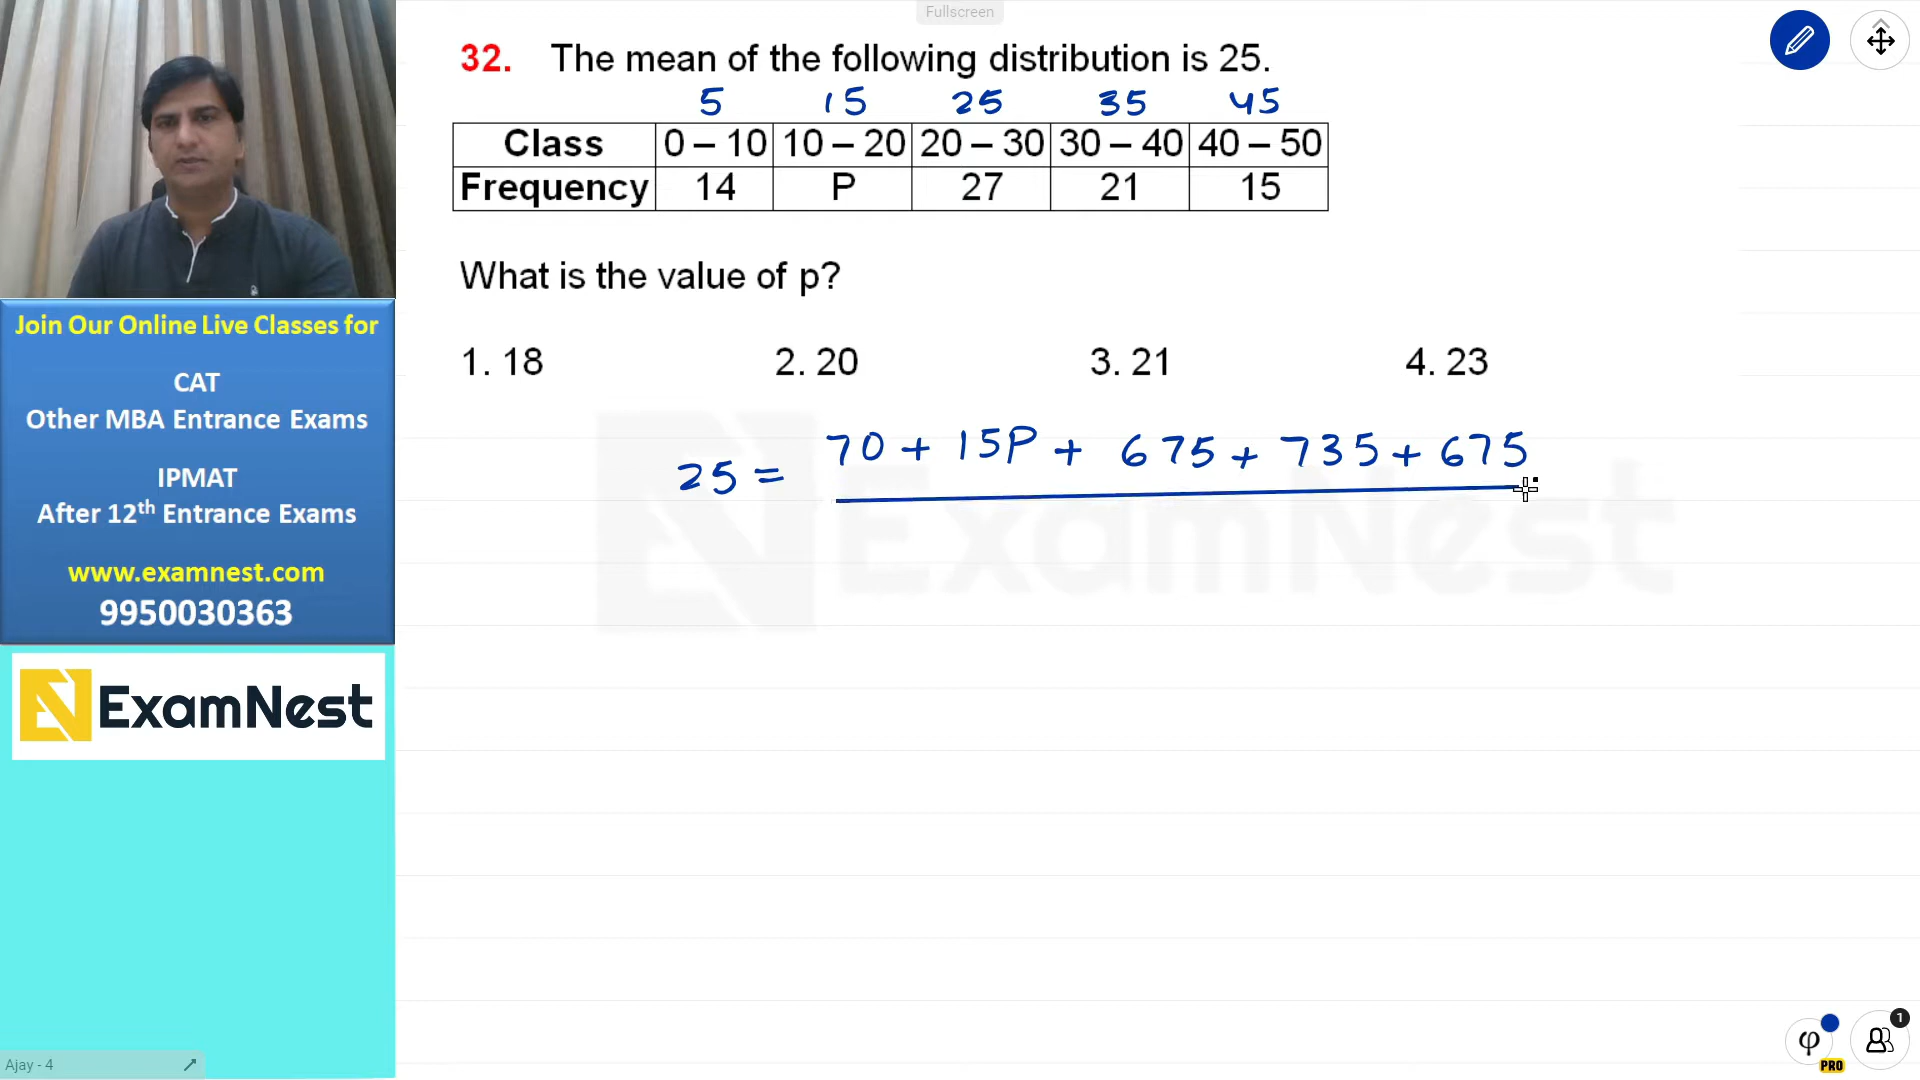 Fullscreen
32. The mean of the following distribution is 25.
5 15 25 35 45
Class 0 – 10 10 – 20 20 – 30 30 – 40 40 – 50
Frequency 14 P 27 21 15
What is the value of p?
1. 18 2. 20 3. 21 4. 23
25 = 70 + 15P + 675 + 735 + 675
Join Our Online Live Classes for
CAT
Other MBA Entrance Exams
IPMAT
After 12th Entrance Exams
www.examnest.com
9950030363
ExamNest
ExamNest
Ajay - 4
φ
PRO
1